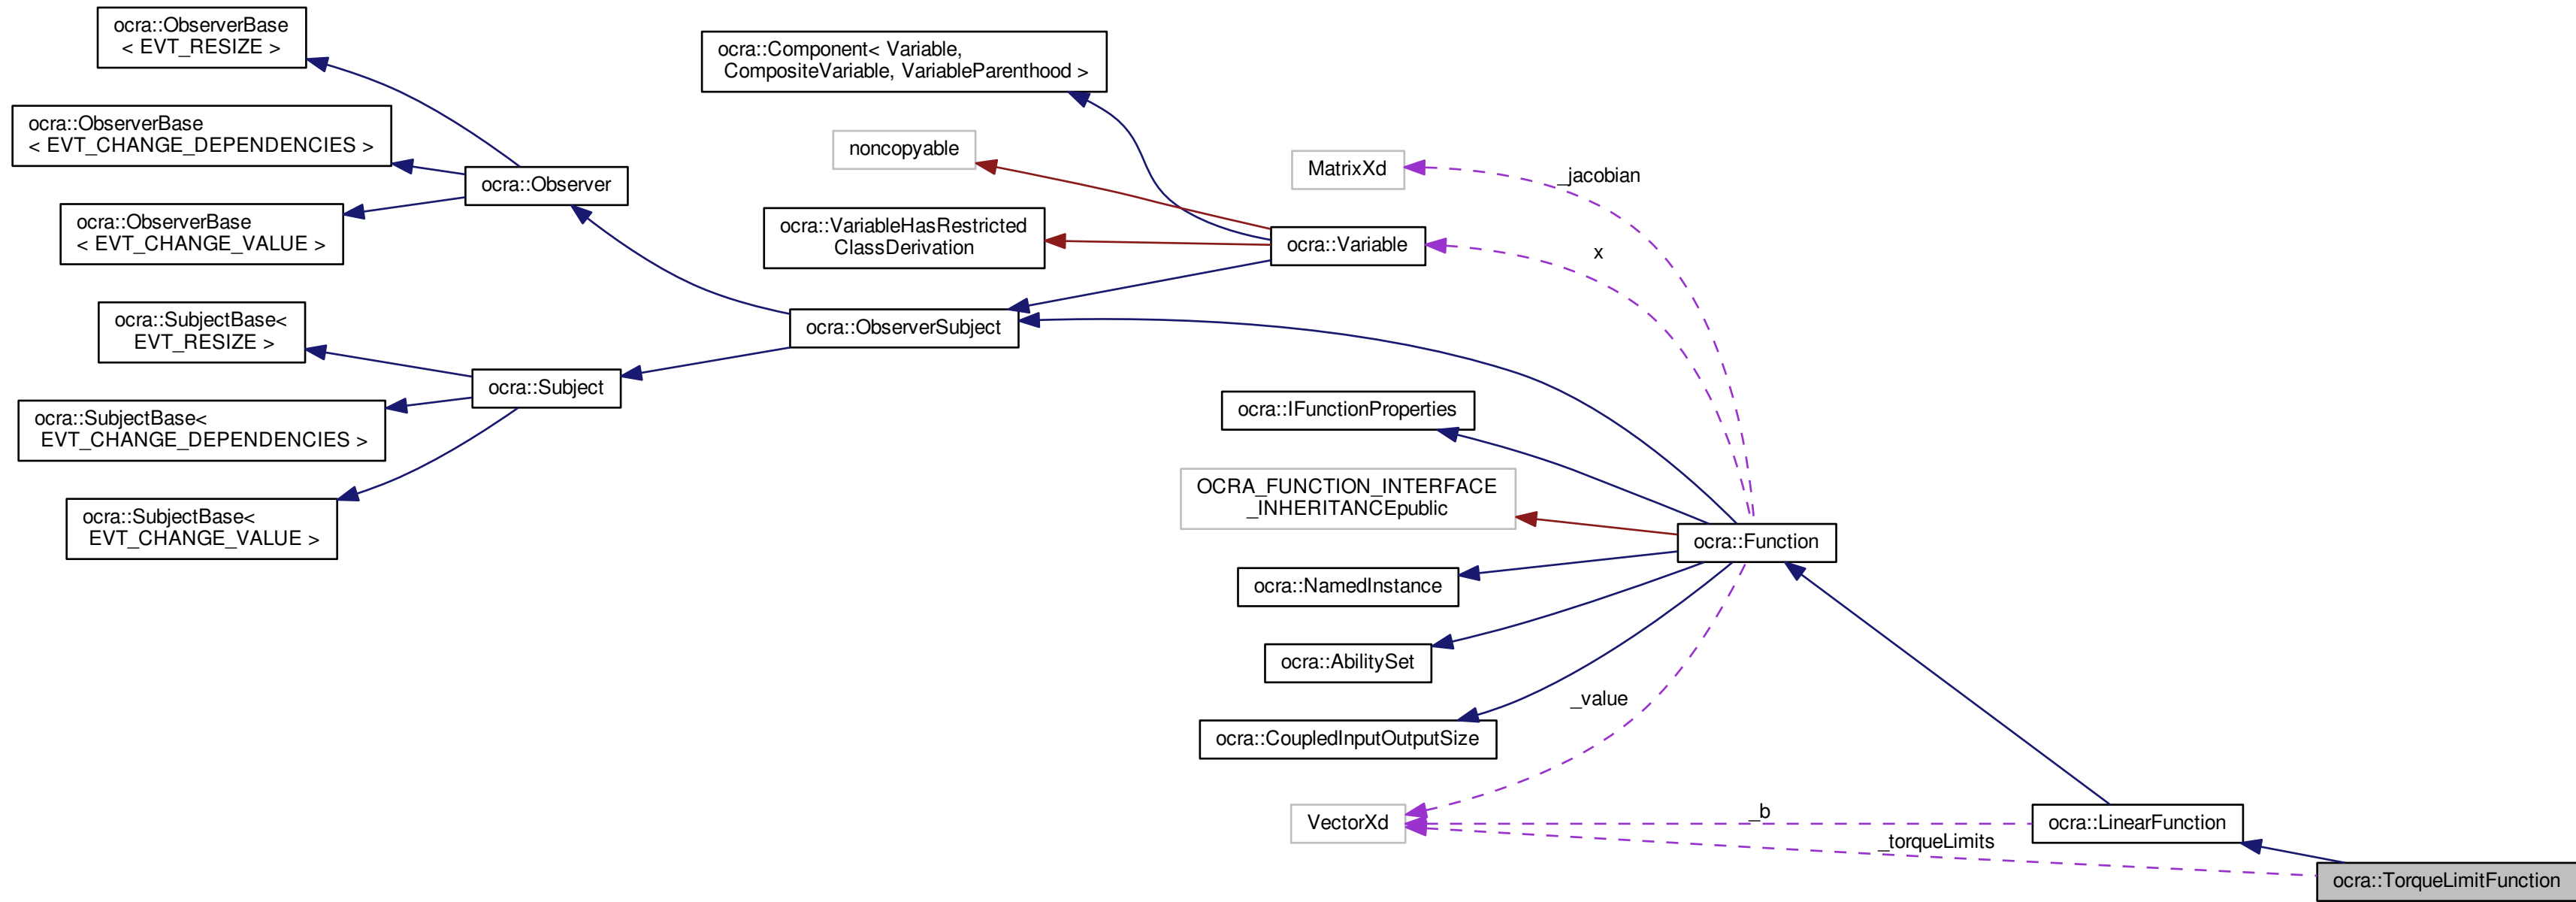 ocra::ObserverBase
< EVT_RESIZE >
ocra::ObserverBase
< EVT_CHANGE_DEPENDENCIES >
ocra::ObserverBase
< EVT_CHANGE_VALUE >
ocra::SubjectBase<
EVT_RESIZE >
ocra::SubjectBase<
EVT_CHANGE_DEPENDENCIES >
ocra::SubjectBase<
EVT_CHANGE_VALUE >
ocra::Observer
ocra::Subject
ocra::Component< Variable,
CompositeVariable, VariableParenthood >
noncopyable
ocra::VariableHasRestricted
ClassDerivation
ocra::ObserverSubject
MatrixXd
ocra::Variable
ocra::IFunctionProperties
OCRA_FUNCTION_INTERFACE
_INHERITANCEpublic
ocra::NamedInstance
ocra::AbilitySet
ocra::CoupledInputOutputSize
VectorXd
_jacobian
x
_value
_b
_torqueLimits
ocra::Function
ocra::LinearFunction
ocra::TorqueLimitFunction